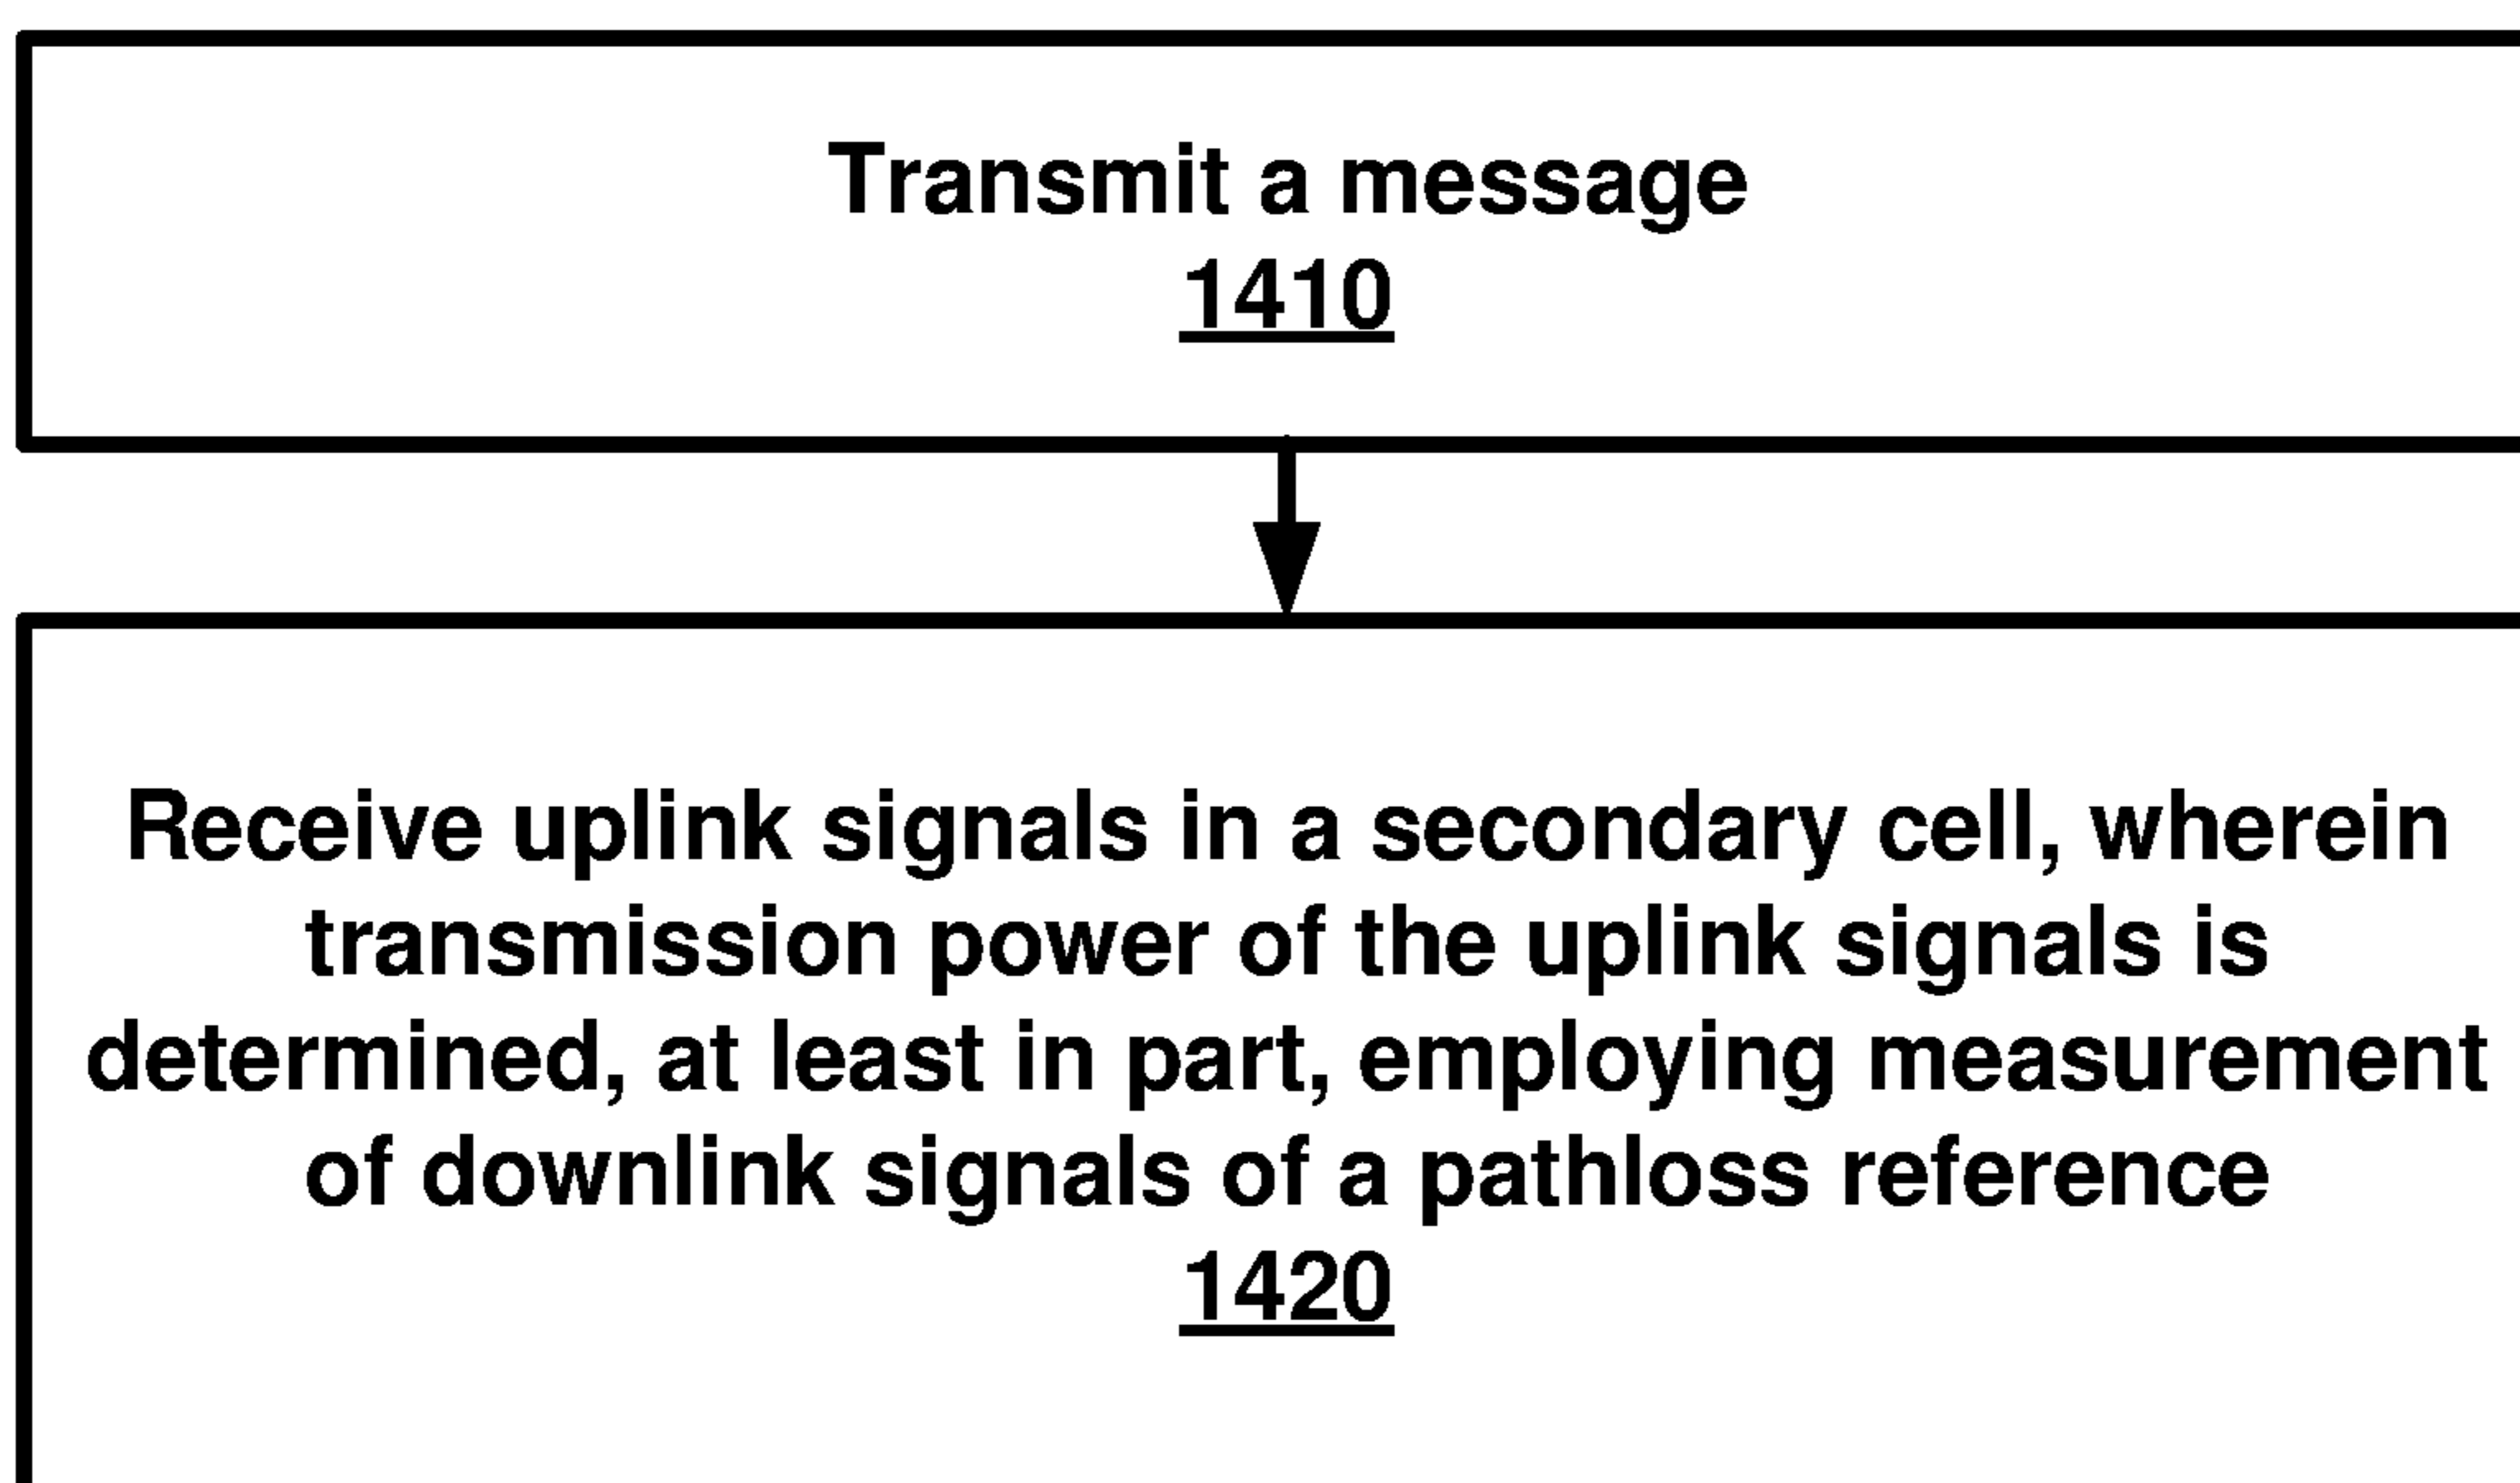 Transmit a message
1410
Receive uplink signals in a secondary cell, wherein
transmission power of the uplink signals is
determined, at least in part, employing measurement
of downlink signals of a pathloss reference
1420